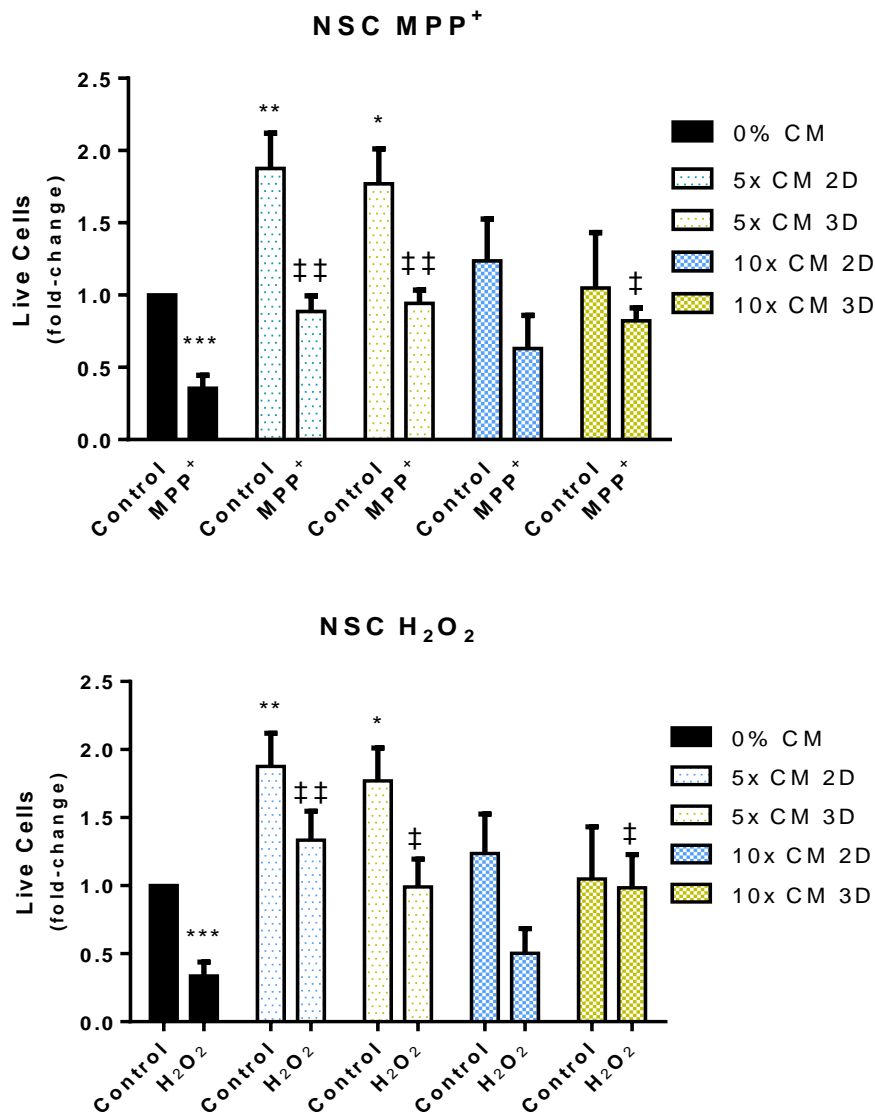 NSC MPP⁺
2.5
2.0
1.5
1.0
0.5
0.0
Live Cells
(fold-change)
***
**
‡‡
*
‡‡
‡
Control
MPP⁺
Control
MPP⁺
Control
MPP⁺
Control
MPP⁺
Control
MPP⁺
0% CM
5x CM 2D
5x CM 3D
10x CM 2D
10x CM 3D
NSC H₂O₂
2.5
2.0
1.5
1.0
0.5
0.0
Live Cells
(fold-change)
***
**
‡‡
*
‡
‡
Control
H₂O₂
Control
H₂O₂
Control
H₂O₂
Control
H₂O₂
Control
H₂O₂
0% CM
5x CM 2D
5x CM 3D
10x CM 2D
10x CM 3D